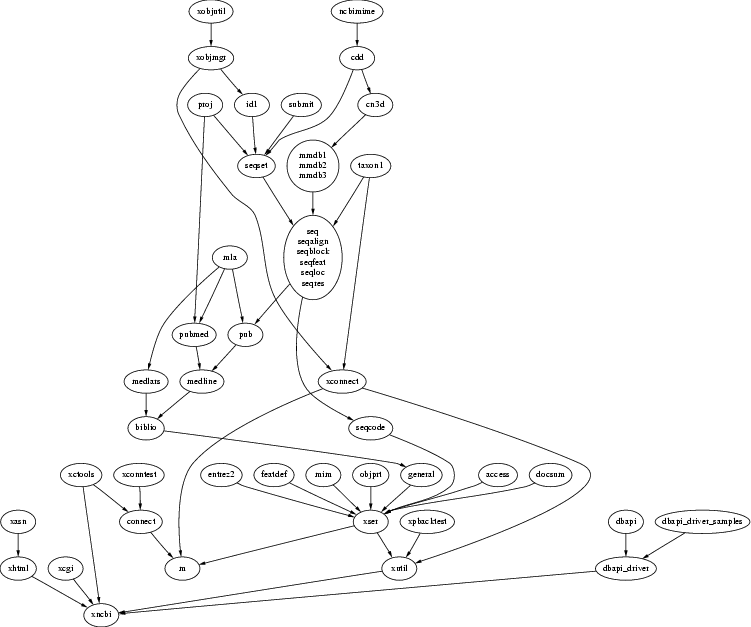 xobjutil
ncbimime
xobjmgr
cdd
proj
id1
submit
cn3d
seqset
mmdb1
mmdb2
mmdb3
taxon1
seq
seqalign
seqblock
seqfeat
seqloc
seqres
mla
pubmed
pub
medlars
medline
xconnect
biblio
seqcode
xctools
xconntest
entrez2
featdef
mim
objprt
general
access
docsum
xasn
connect
xser
xpbacktest
dbapi
dbapi_driver_samples
xhtml
xcgi
m
xutil
dbapi_driver
xncbi